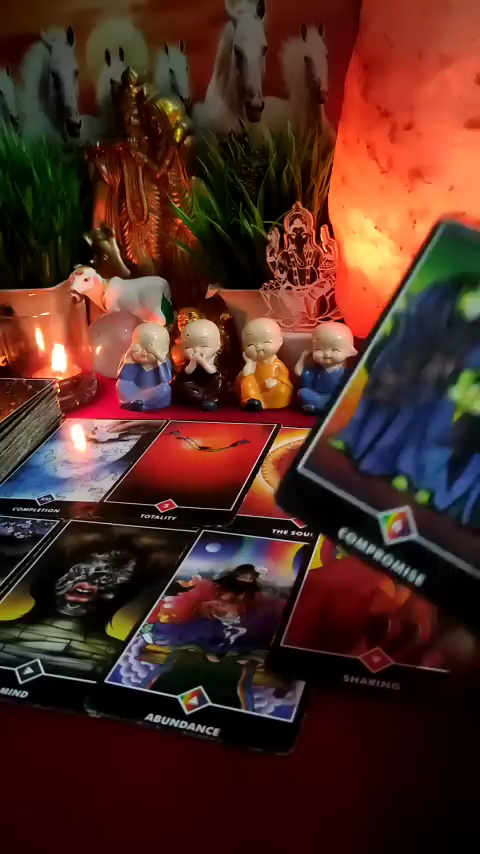 COMPLETION
TOTALITY
THE SOU
COMPROMISE
MIND
ABUNDANCE
SHARING